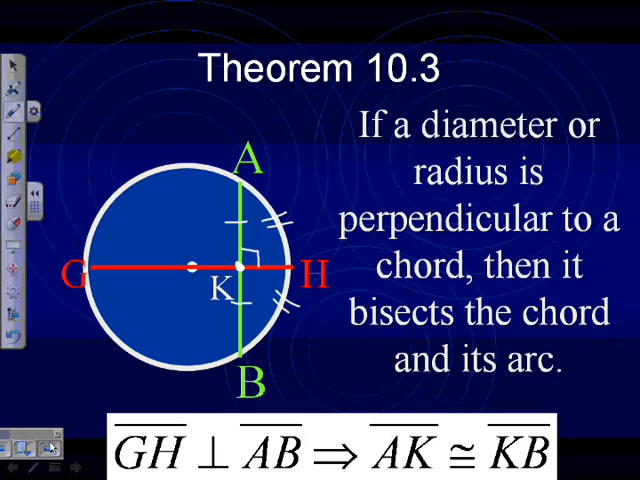 Theorem 10.3
If a diameter or
radius is
perpendicular to a
chord, then it
bisects the chord
and its arc.
A
G
K
H
B
GH ⊥ AB ⇒ AK ≅ KB